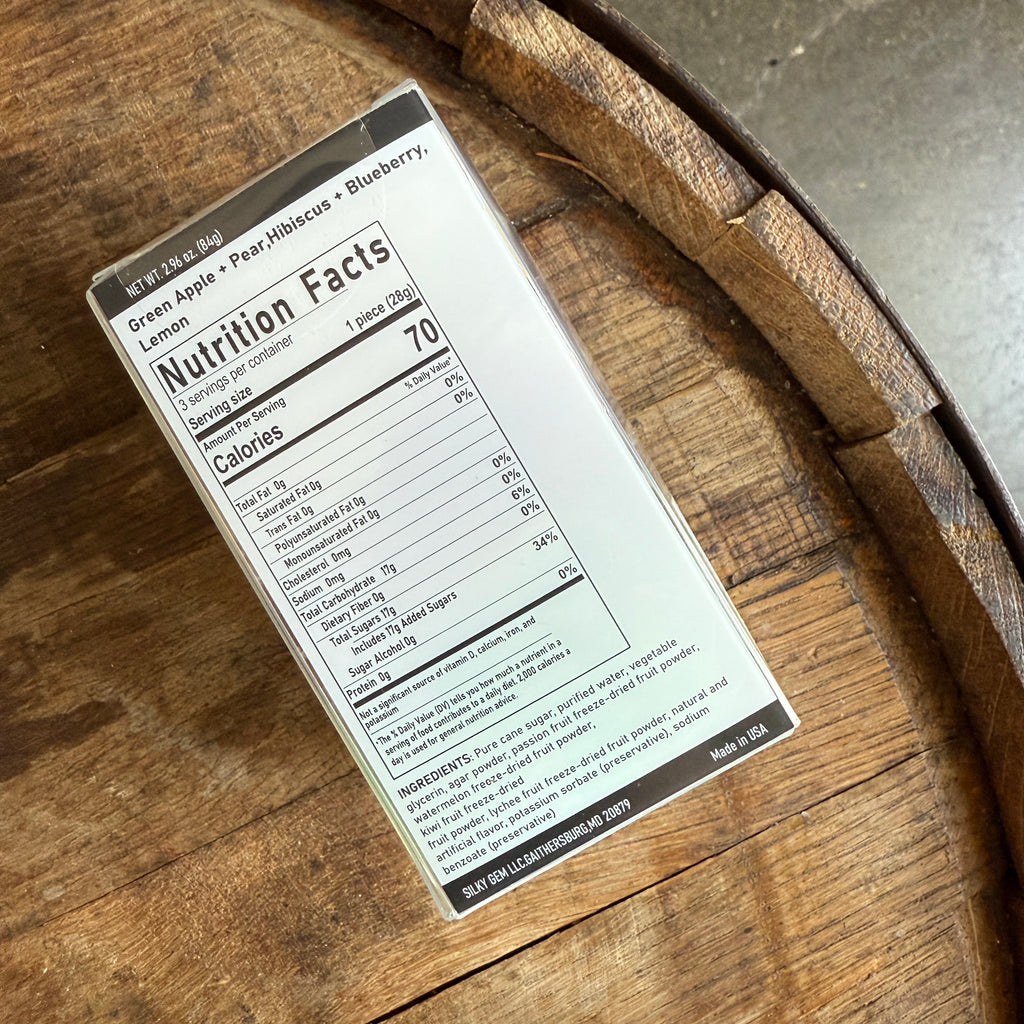 NET WT. 2.96 oz. (84g)
Green Apple + Pear,Hibiscus + Blueberry,
Lemon
Nutrition Facts
3 servings per container
Serving size 1 piece (28g)
Amount Per Serving
Calories 70
% Daily Value*
Total Fat 0g 0%
Saturated Fat 0g 0%
Trans Fat 0g
Polyunsaturated Fat 0g
Monounsaturated Fat 0g
Cholesterol 0mg 0%
Sodium 0mg 0%
Total Carbohydrate 17g 6%
Dietary Fiber 0g 0%
Total Sugars 17g
Includes 17g Added Sugars 34%
Sugar Alcohol 0g
Protein 0g 0%
Not a significant source of vitamin D, calcium, iron, and
potassium
*The % Daily Value (DV) tells you how much a nutrient in a
serving of food contributes to a daily diet. 2,000 calories a
day is used for general nutrition advice.
INGREDIENTS: Pure cane sugar, purified water, vegetable
glycerin, agar powder, passion fruit freeze-dried fruit powder,
watermelon freoze-dried fruit powder,
kiwi fruit freeze-dried
fruit powder, lychee fruit freeze-dried fruit powder, natural and
artificial flavor, potassium sorbate (preservative), sodium
benzoate (preservative)
SILKY GEM LLC.GAITHERSBURG,MD 20879 Made in USA